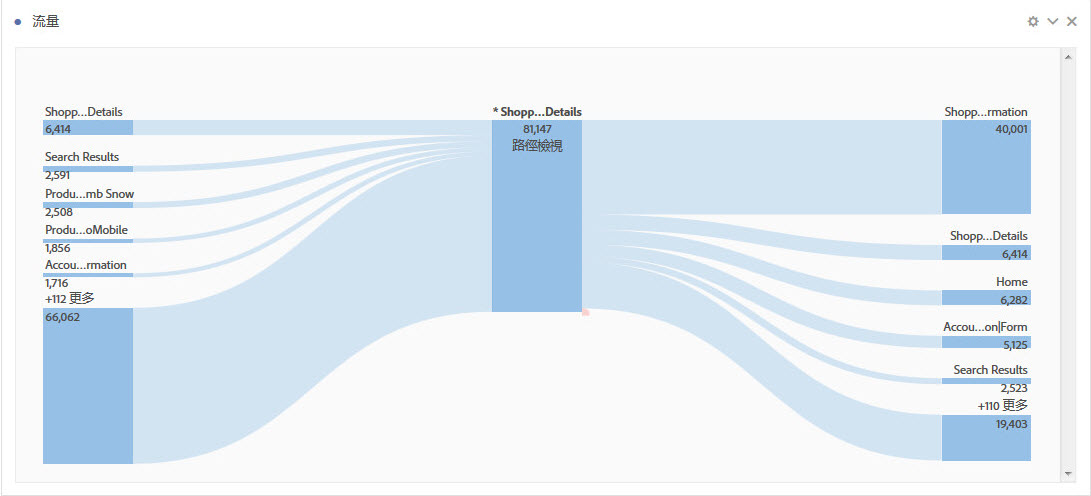 流量
Shopp...Details
6,414
Search Results
2,591
Produ...mb Snow
2,508
Produ...oMobile
1,856
Accou...rmation
1,716
+112 更多
66,062
* Shopp...Details
81,147
路徑檢視
Shopp...rmation
40,001
Shopp...Details
6,414
Home
6,282
Accou...on|Form
5,125
Search Results
2,523
+110 更多
19,403